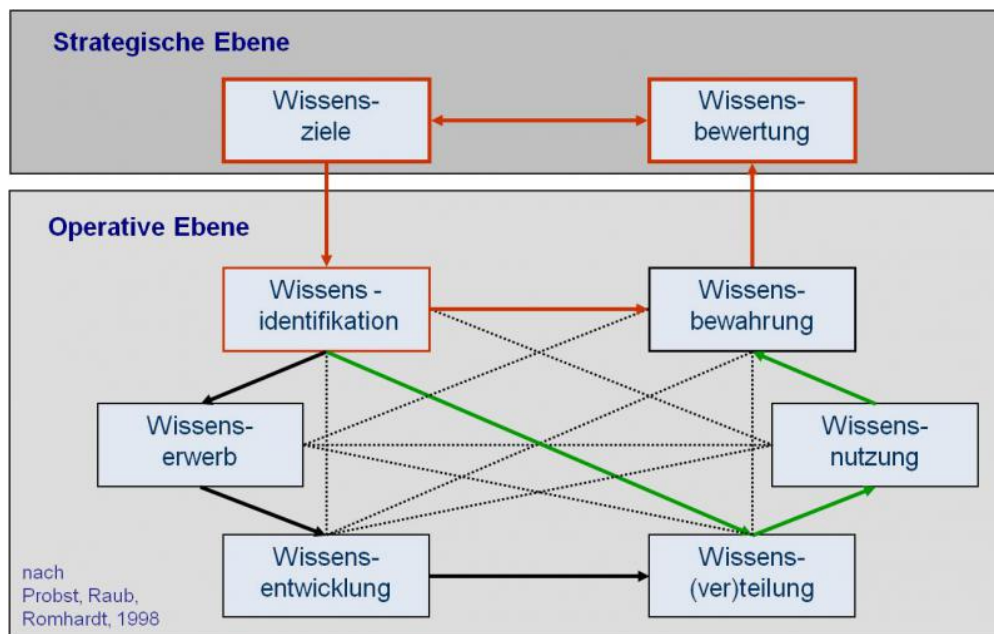 Strategische Ebene
Wissens-
ziele
Wissens-
bewertung
Operative Ebene
Wissens -
identifikation
Wissens-
bewahrung
Wissens-
erwerb
Wissens-
nutzung
Wissens-
entwicklung
Wissens-
(ver)teilung
nach
Probst, Raub,
Romhardt, 1998